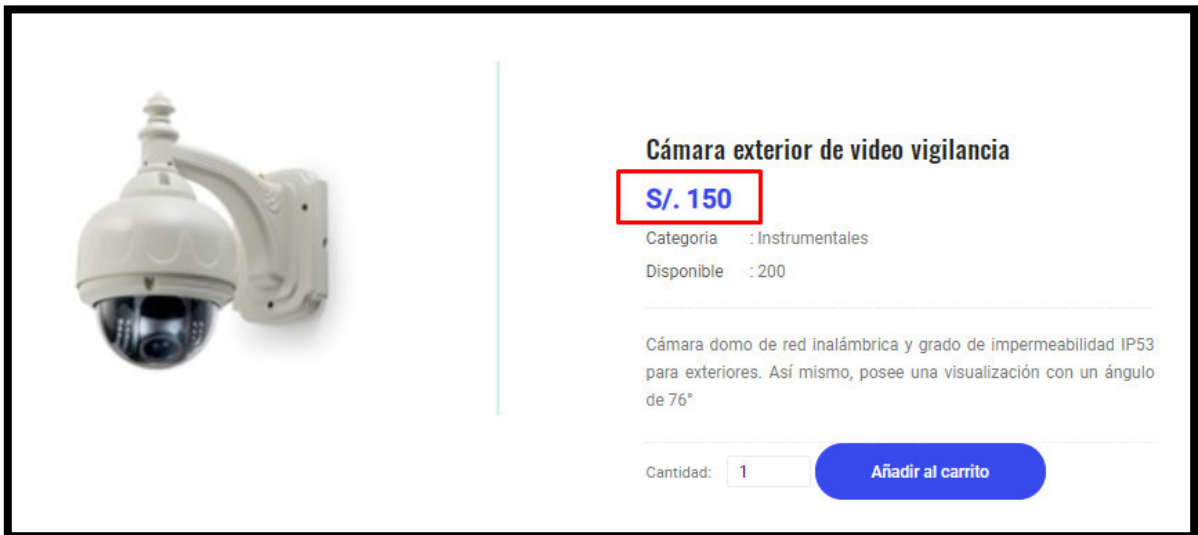 Cámara exterior de video vigilancia
S/. 150
Categoria : Instrumentales
Disponible : 200
Cámara domo de red inalámbrica y grado de impermeabilidad IP53
para exteriores. Así mismo, posee una visualización con un ángulo
de 76°
Cantidad: 1 Añadir al carrito